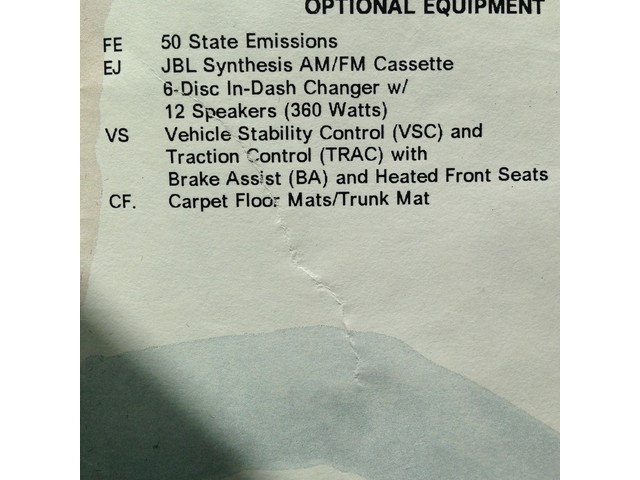 OPTIONAL EQUIPMENT
FE 50 State Emissions
EJ JBL Synthesis AM/FM Cassette
6-Disc In-Dash Changer w/
12 Speakers (360 Watts)
VS Vehicle Stability Control (VSC) and
Traction Control (TRAC) with
Brake Assist (BA) and Heated Front Seats
CF. Carpet Floor Mats/Trunk Mat